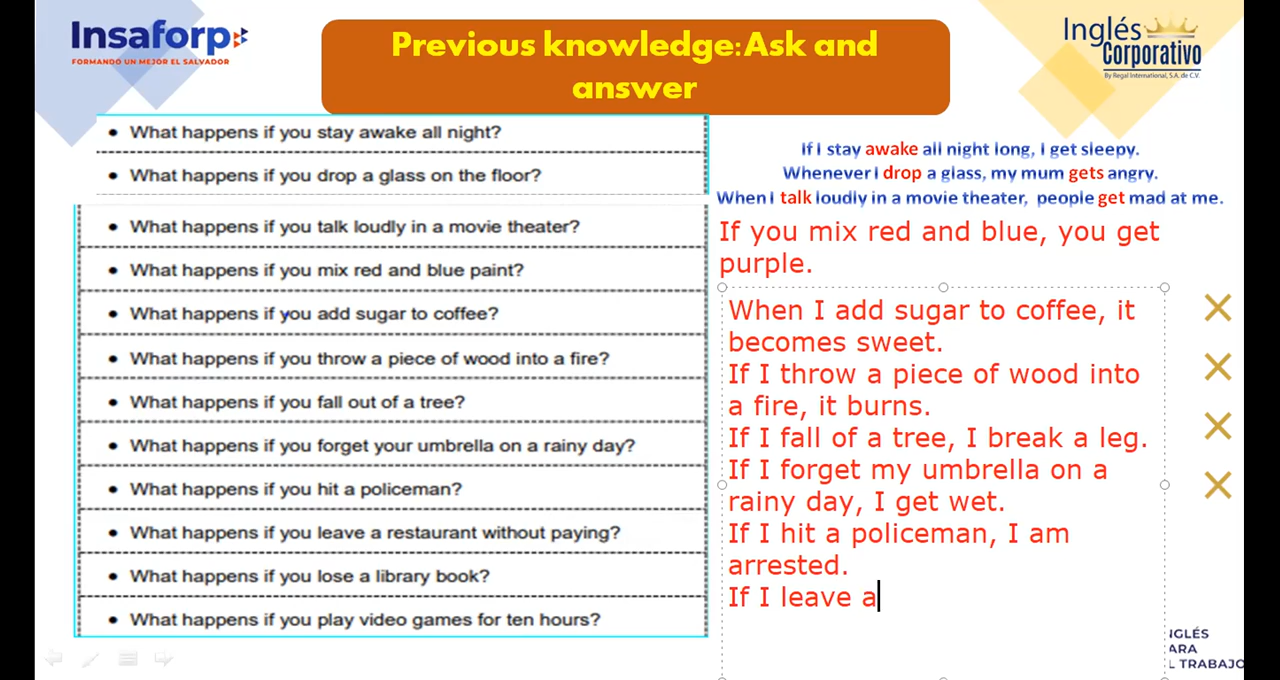 Insaforp
FORMANDO UN MEJOR EL SALVADOR
Previous knowledge: Ask and
answer
Inglés
Corporativo
By Regal International, S.A. de C.V.
• What happens if you stay awake all night?
• What happens if you drop a glass on the floor?
• What happens if you talk loudly in a movie theater?
• What happens if you mix red and blue paint?
• What happens if you add sugar to coffee?
• What happens if you throw a piece of wood into a fire?
• What happens if you fall out of a tree?
• What happens if you forget your umbrella on a rainy day?
• What happens if you hit a policeman?
• What happens if you leave a restaurant without paying?
• What happens if you lose a library book?
• What happens if you play video games for ten hours?
If I stay awake all night long, I get sleepy.
Whenever I drop a glass, my mum gets angry.
When I talk loudly in a movie theater, people get mad at me.
If you mix red and blue, you get
purple.
When I add sugar to coffee, it
becomes sweet.
If I throw a piece of wood into
a fire, it burns.
If I fall of a tree, I break a leg.
If I forget my umbrella on a
rainy day, I get wet.
If I hit a policeman, I am
arrested.
If I leave a
NGLÉS
ARA
L TRABAJO